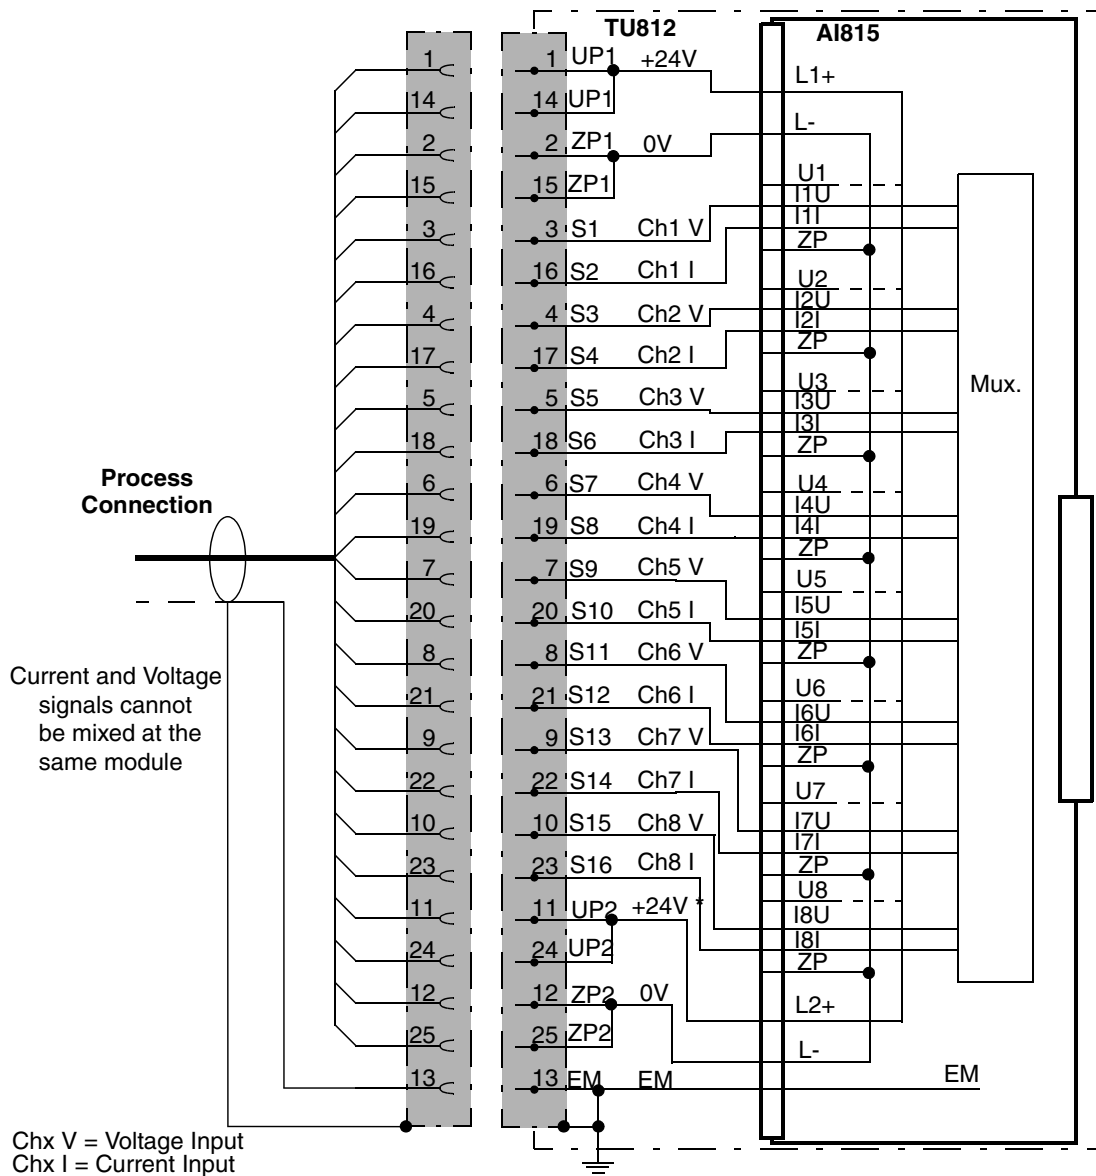 TU812 AI815
1 1 UP1 +24V L1+
14 14 UP1
2 2 ZP1 0V L-
15 15 ZP1
U1
I1U
3 3 S1 Ch1 V I1I
ZP
16 16 S2 Ch1 I
U2
I2U
4 4 S3 Ch2 V I2I
ZP
17 17 S4 Ch2 I
Mux.
U3
5 5 S5 Ch3 V I3U
I3I
18 18 S6 Ch3 I ZP
Process
Connection
6 6 S7 Ch4 V U4
I4U
19 19 S8 Ch4 I I4I
ZP
7 7 S9 Ch5 V U5
20 20 S10 Ch5 I I5U
I5I
8 8 S11 Ch6 V ZP
Current and Voltage
signals cannot
be mixed at the
same module
21 21 S12 Ch6 I U6
I6U
9 9 S13 Ch7 V I6I
ZP
22 22 S14 Ch7 I U7
10 10 S15 Ch8 V I7U
I7I
23 23 S16 Ch8 I ZP
U8
11 11 UP2 +24V * I8U
I8I
24 24 UP2 ZP
12 12 ZP2 0V L2+
25 25 ZP2 L-
13 13 EM EM EM
Chx V = Voltage Input
Chx I = Current Input